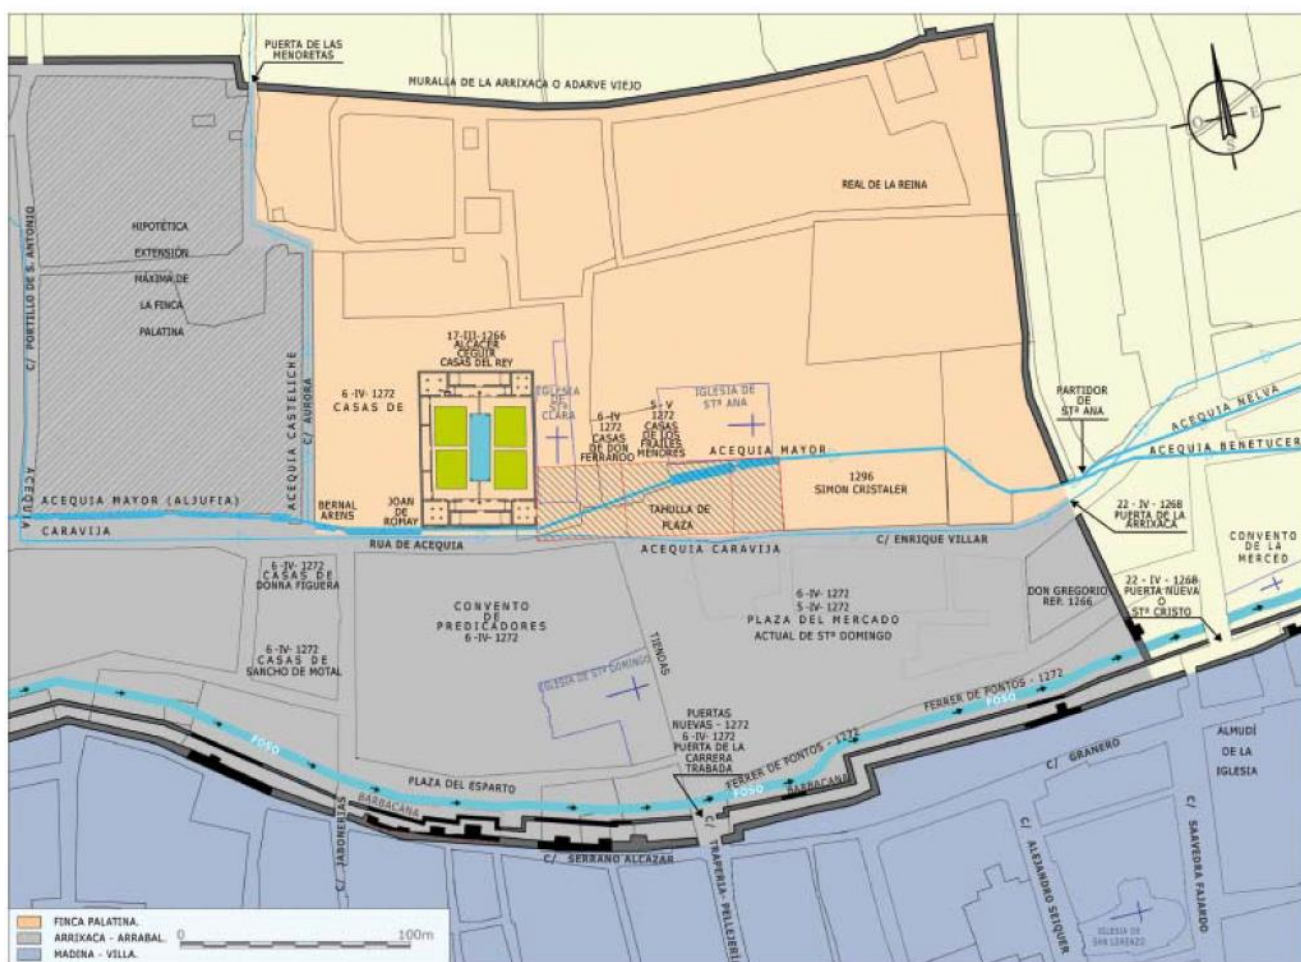 PUERTA DE LAS
MENORETAS
MURALLA DE LA ARRIXACA O ADARVE VIEJO
O
E
S
REAL DE LA REINA
C/ PORTILLO DE S. ANTONIO
HIPOTÉTICA
EXTENSIÓN
MÁXIMA DE
LA FINCA
PALATINA
17-III-1266
ALCACER
CEGUIR
CASAS DEL REY
ACEQUIA CASTELICHE
C/ AURORA
6 -IV- 1272
CASAS DE
IGLESIA
DE
STª
CLARA
6 -IV
1272
CASAS
DE DON
FERRANDO
5 - V
1272
CASAS
DE LOS
FRAILES
MENORES
IGLESIA DE
STª ANA
PARTIDOR
DE
STª ANA
ACEQUIA NELVA
ACEQUIA BENETUCER
ACEQUIA MAYOR
ACEQUIA
ACEQUIA MAYOR (ALJUFIA)
CARAVIJA
BERNAL
ARENS
JOAN
DE
ROMAY
RUA DE ACEQUIA
TAHULLA DE
PLAZA
1296
SIMON CRISTALER
22 - IV - 1268
PUERTA DE LA
ARRIXACA
ACEQUIA CARAVIJA
C/ ENRIQUE VILLAR
CONVENTO
DE LA
MERCED
6 -IV- 1272
CASAS DE
DONNA FIGUERA
CONVENTO
DE
PREDICADORES
6 -IV- 1272
6 -IV- 1272
5 -IV- 1272
PLAZA DEL MERCADO
ACTUAL DE STº DOMINGO
DON GREGORIO
REP. 1266
22 - IV - 1268
PUERTA NUEVA
O
STº CRISTO
6 -IV- 1272
CASAS DE
SANCHO DE MOTAL
TIENDAS
IGLESIA DE STº DOMINGO
PUERTAS
NUEVAS - 1272
6 -IV- 1272
PUERTA DE LA
CARRERA
TRABADA
FERRER DE PONTOS - 1272
FOSO
FERRER DE PONTOS - 1272
FOSO
BARBACANA
FOSO
PLAZA DEL ESPARTO
BARBACANA
C/ JABONERIAS
C/ SERRANO ALCAZAR
C/ TRAPERIA-PELLEJERIA
C/ GRANERO
C/ ALEJANDRO SEIQUER
C/ SAAVEDRA FAJARDO
ALMUDÍ
DE LA
IGLESIA
IGLESIA DE
SAN LORENZO
FINCA PALATINA.
ARRIXACA - ARRABAL.
MADINA - VILLA.
0 100m